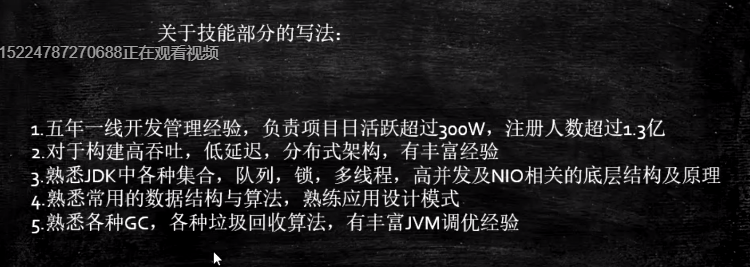 关于技能部分的写法：
15224787270688正在观看视频
1.五年一线开发管理经验，负责项目日活跃超过300W，注册人数超过1.3亿
2.对于构建高吞吐，低延迟，分布式架构，有丰富经验
3.熟悉JDK中各种集合，队列，锁，多线程，高并发及NIO相关的底层结构及原理
4.熟悉常用的数据结构与算法，熟练应用设计模式
5.熟悉各种GC，各种垃圾回收算法，有丰富JVM调优经验